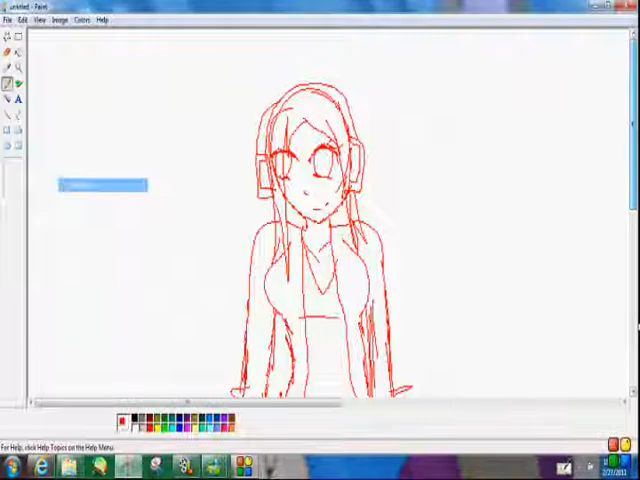 untitled - Paint
File Edit View Image Colors Help
A
For Help, click Help Topics on the Help Menu.